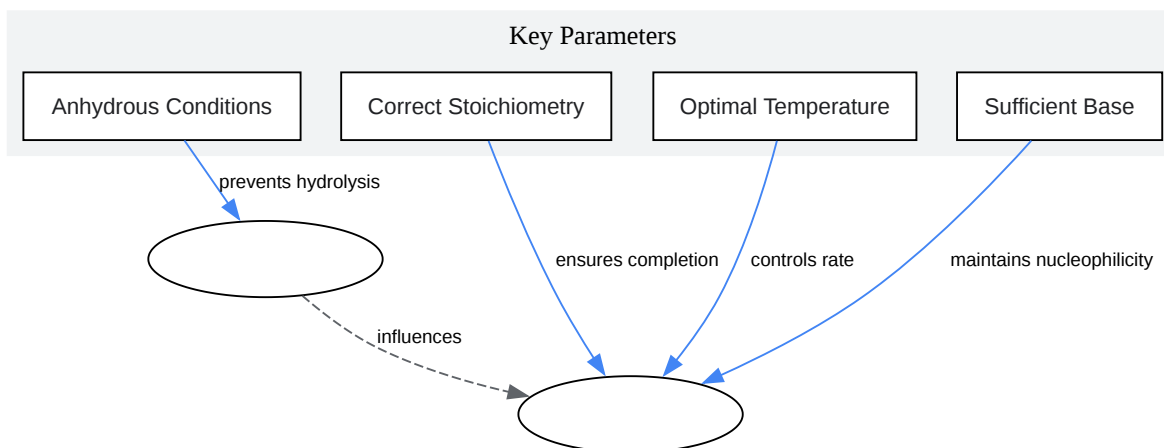 Key Parameters
Anhydrous Conditions
Correct Stoichiometry
Optimal Temperature
Sufficient Base
prevents hydrolysis
ensures completion
controls rate
maintains nucleophilicity
influences